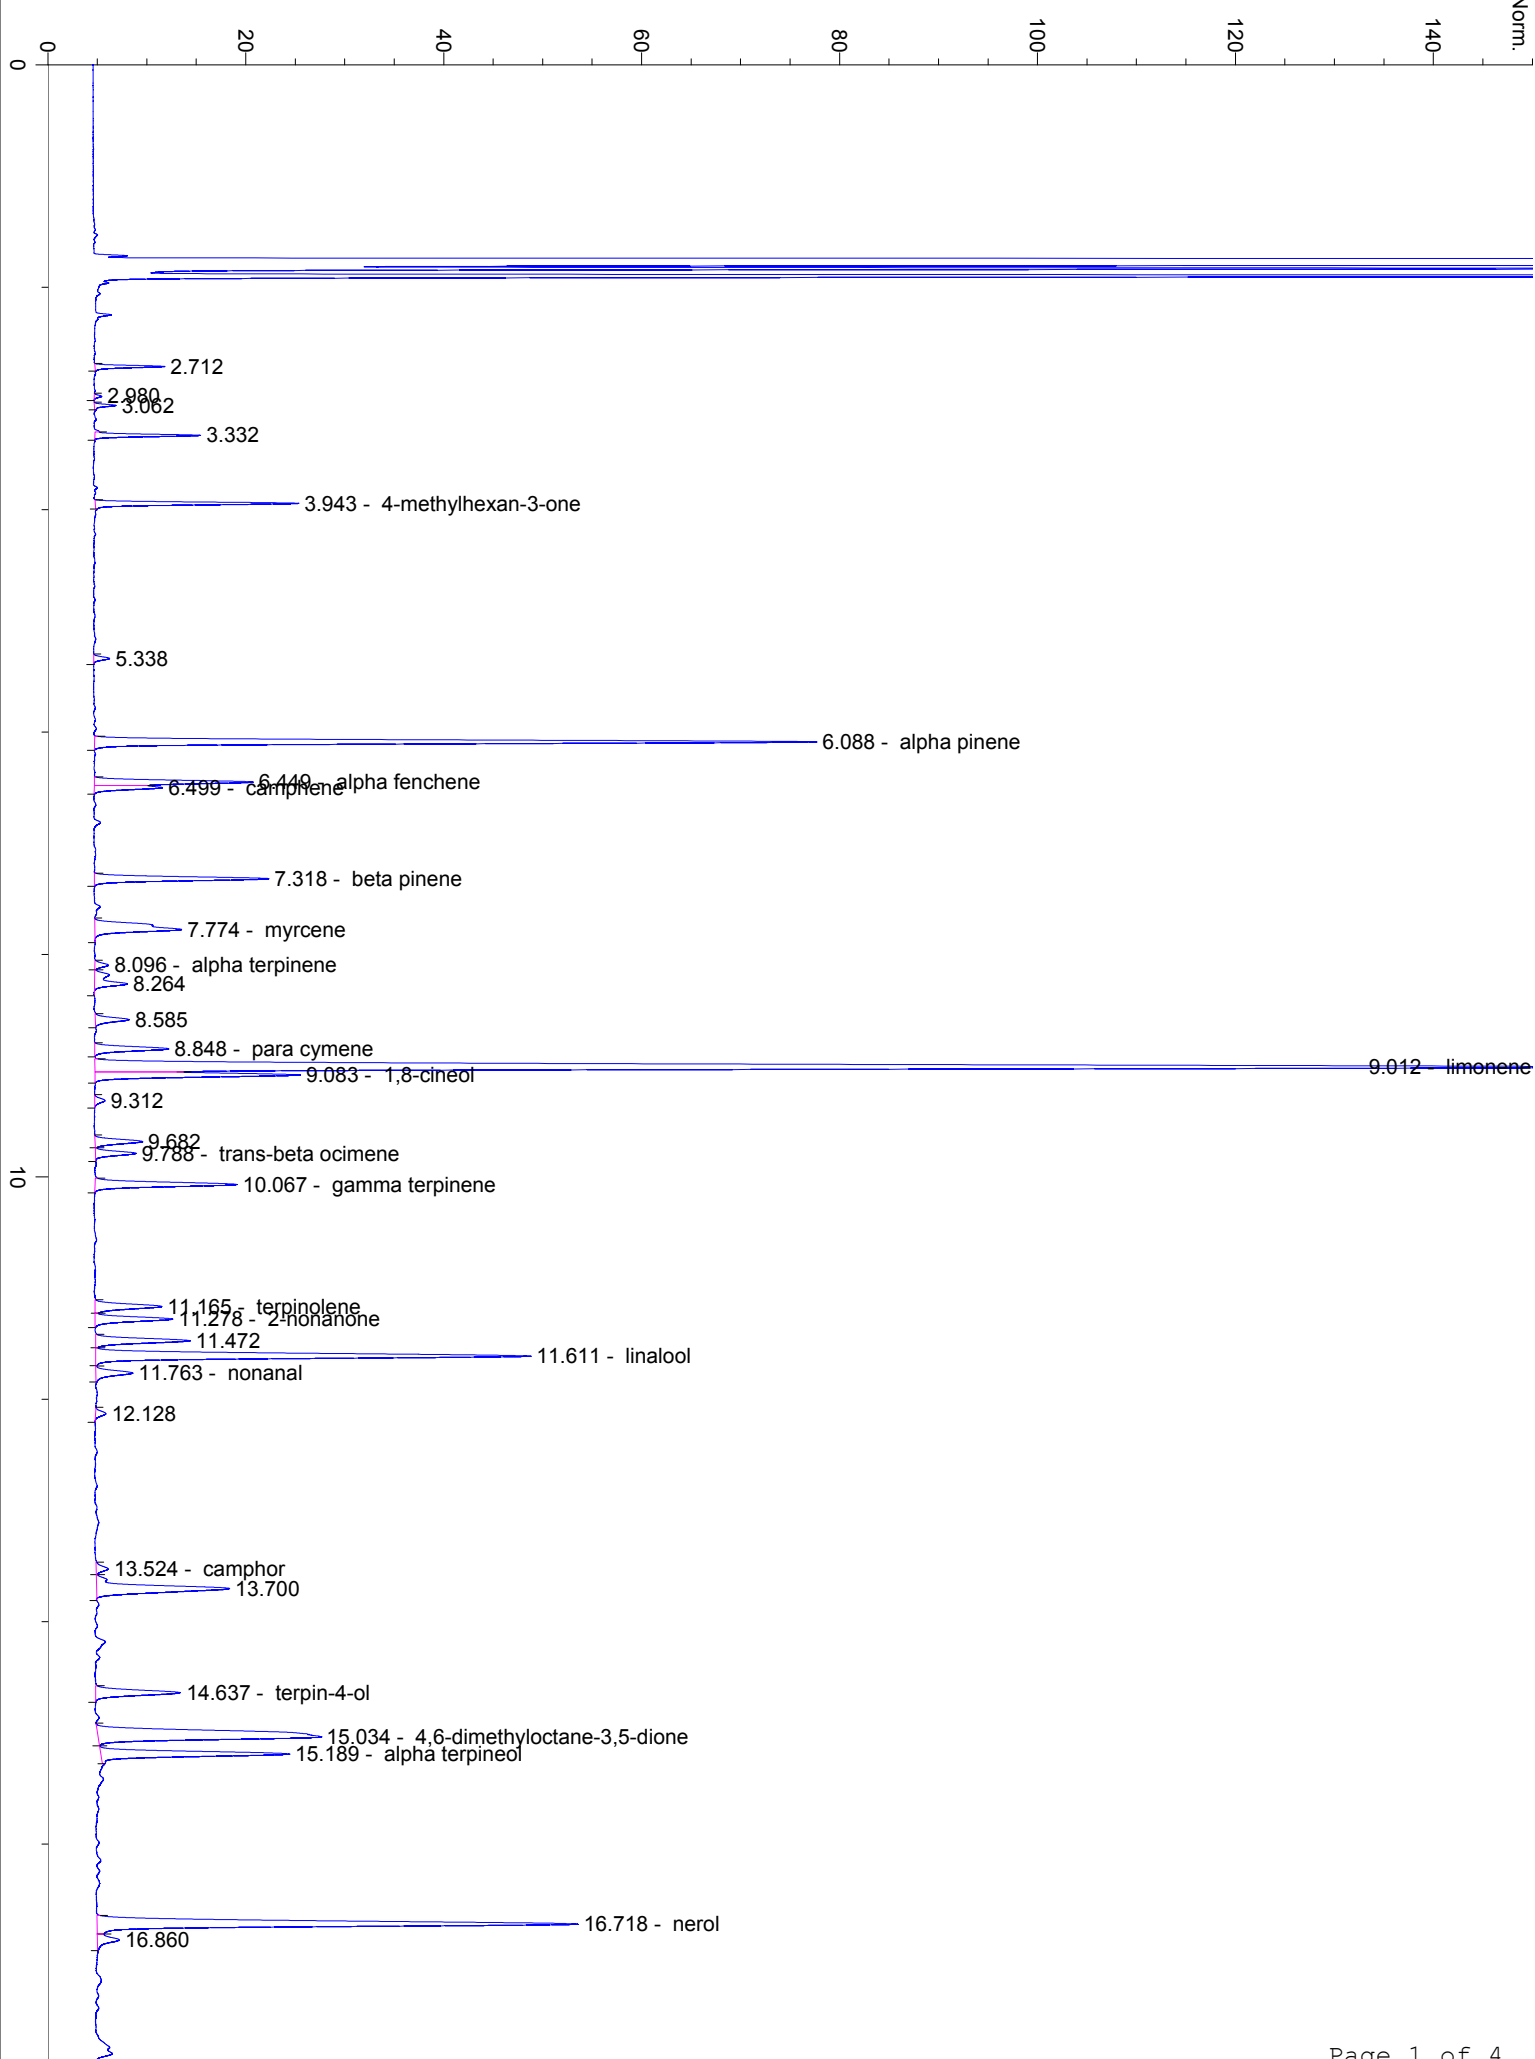 Norm.
0
20
40
60
80
100
120
140
0
2.712
2.980
3.062
3.332
3.943 - 4-methylhexan-3-one
5.338
6.088 - alpha pinene
6.449 - alpha fenchene
6.499 - camphene
7.318 - beta pinene
7.774 - myrcene
8.096 - alpha terpinene
8.264
8.585
8.848 - para cymene
9.012 - limonene
9.083 - 1,8-cineol
9.312
9.682
9.788 - trans-beta ocimene
10
10.067 - gamma terpinene
11.165 - terpinolene
11.278 - 2-nonanone
11.472
11.611 - linalool
11.763 - nonanal
12.128
13.524 - camphor
13.700
14.637 - terpin-4-ol
15.034 - 4,6-dimethyloctane-3,5-dione
15.189 - alpha terpineol
16.718 - nerol
16.860
Page 1 of 4